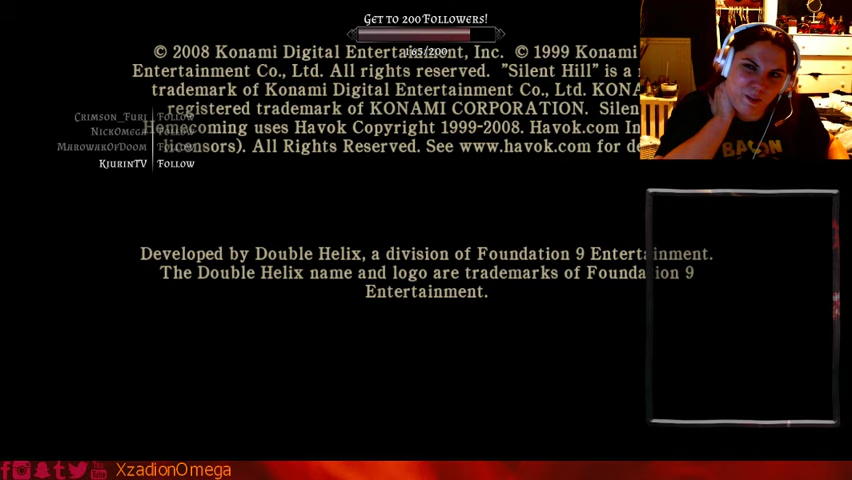 Get to 200 Followers!
165/200
© 2008 Konami Digital Entertainment, Inc. © 1999 Konami
Entertainment Co., Ltd. All rights reserved. "Silent Hill" is a
trademark of Konami Digital Entertainment Co., Ltd. KONA
registered trademark of KONAMI CORPORATION. Silen
Homecoming uses Havok Copyright 1999-2008. Havok.com In
licensors). All Rights Reserved. See www.havok.com for de
Crimson_Furi Follow
NickOmega Follow
MarowakOfDoom Follow
KjurinTV Follow
BACON
Developed by Double Helix, a division of Foundation 9 Entertainment.
The Double Helix name and logo are trademarks of Foundation 9
Entertainment.
XzadionOmega